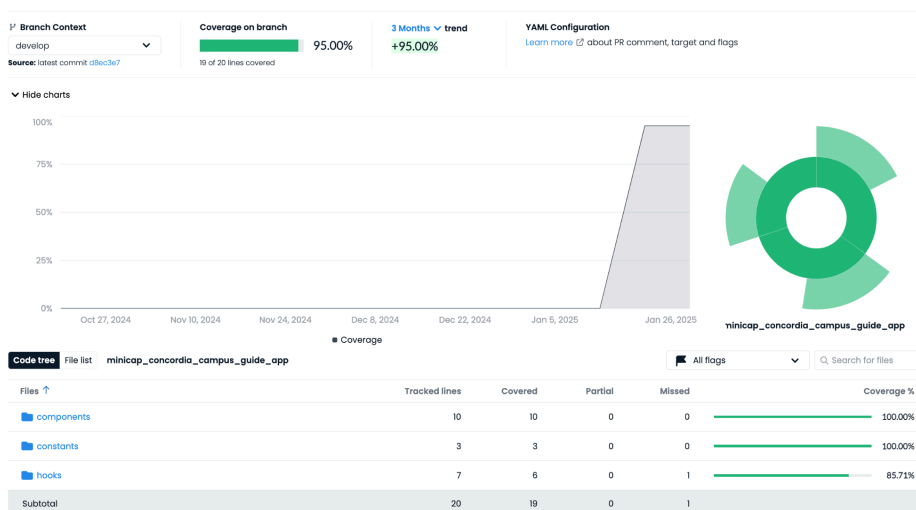 Branch Context
develop
Source: latest commit d8ec3e7
Coverage on branch
95.00%
19 of 20 lines covered
3 Months trend
+95.00%
YAML Configuration
Learn more about PR comment, target and flags
Hide charts
100%
75%
50%
25%
0%
Oct 27, 2024 Nov 10, 2024 Nov 24, 2024 Dec 8, 2024 Dec 22, 2024 Jan 5, 2025 Jan 26, 2025
Coverage
minicap_concordia_campus_guide_app
Code tree File list minicap_concordia_campus_guide_app
All flags
Search for files
Files ↑ Tracked lines Covered Partial Missed Coverage %
components 10 10 0 0 100.00%
constants 3 3 0 0 100.00%
hooks 7 6 0 1 85.71%
Subtotal 20 19 0 1